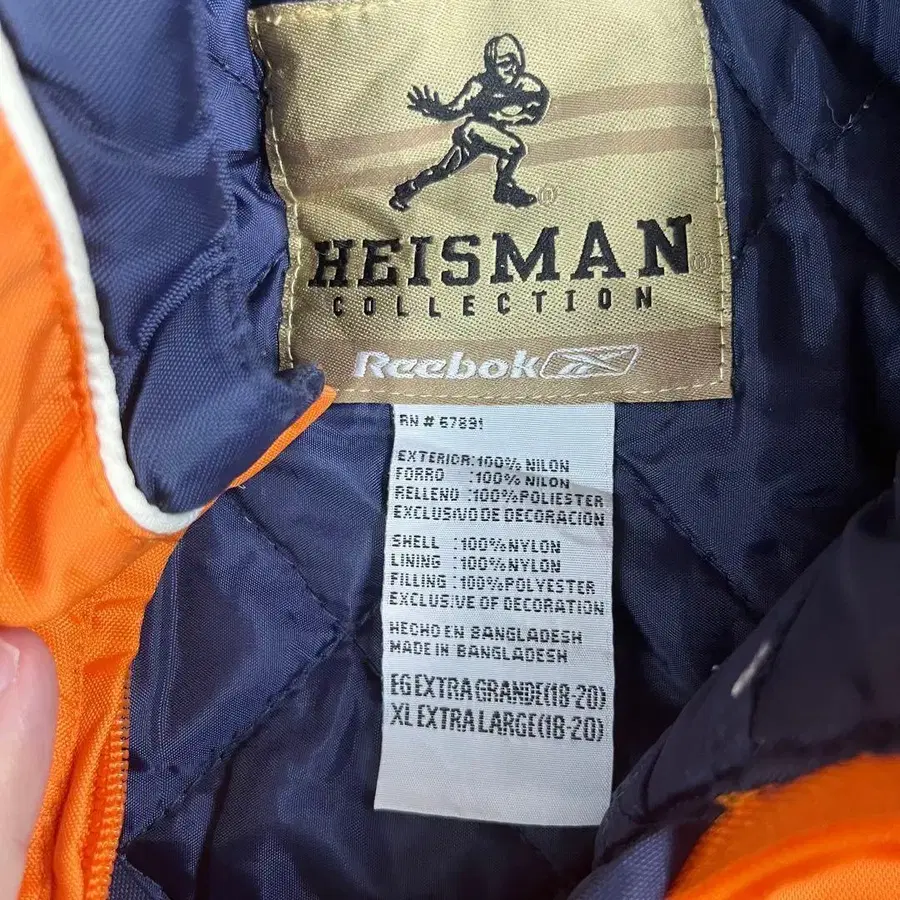 HEISMAN
COLLECTION
Reebok
RN # 67891
EXTERIOR:100% NILON
FORRO :100% NILON
RELLENO :100% POLIESTER
EXCLUSIVO DE DECORACION
SHELL :100% NYLON
LINING :100% NYLON
FILLING :100% POLYESTER
EXCLUSIVE OF DECORATION
HECHO EN BANGLADESH
MADE IN BANGLADESH
EG EXTRA GRANDE(18-20)
XL EXTRA LARGE(18-20)